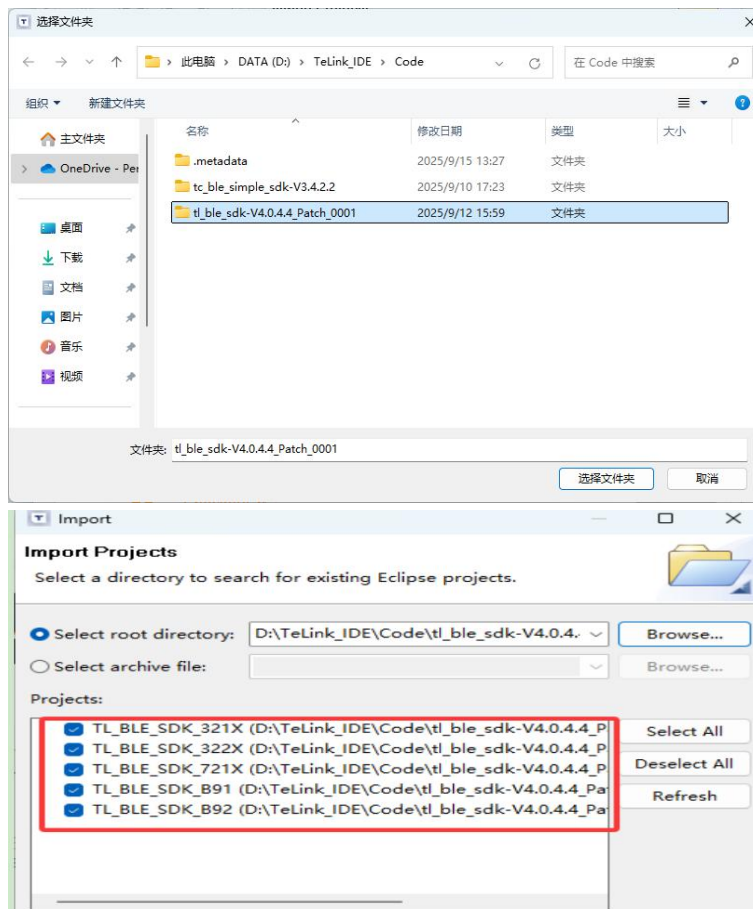 选择文件夹
此电脑 > DATA (D:) > TeLink_IDE > Code
在 Code 中搜索
组织 新建文件夹
名称 修改日期 类型 大小
主文件夹
OneDrive - Per
.metadata 2025/9/15 13:27 文件夹
tc_ble_simple_sdk-V3.4.2.2 2025/9/10 17:23 文件夹
tl_ble_sdk-V4.0.4.4_Patch_0001 2025/9/12 15:59 文件夹
桌面
下载
文档
图片
音乐
视频
文件夹: tl_ble_sdk-V4.0.4.4_Patch_0001
选择文件夹 取消
Import
Import Projects
Select a directory to search for existing Eclipse projects.
Select root directory: D:\TeLink_IDE\Code\tl_ble_sdk-V4.0.4. Browse...
Select archive file: Browse...
Projects:
TL_BLE_SDK_321X (D:\TeLink_IDE\Code\tl_ble_sdk-V4.0.4.4_P
TL_BLE_SDK_322X (D:\TeLink_IDE\Code\tl_ble_sdk-V4.0.4.4_P
TL_BLE_SDK_721X (D:\TeLink_IDE\Code\tl_ble_sdk-V4.0.4.4_P
TL_BLE_SDK_B91 (D:\TeLink_IDE\Code\tl_ble_sdk-V4.0.4.4_Pa
TL_BLE_SDK_B92 (D:\TeLink_IDE\Code\tl_ble_sdk-V4.0.4.4_Pa
Select All
Deselect All
Refresh